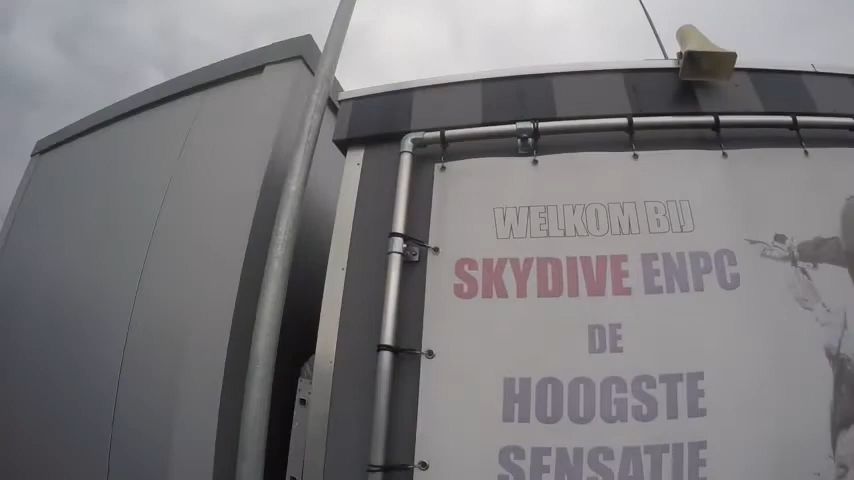 WELKOM BIJ
SKYDIVE ENPC
DE
HOOGSTE
SENSATIE